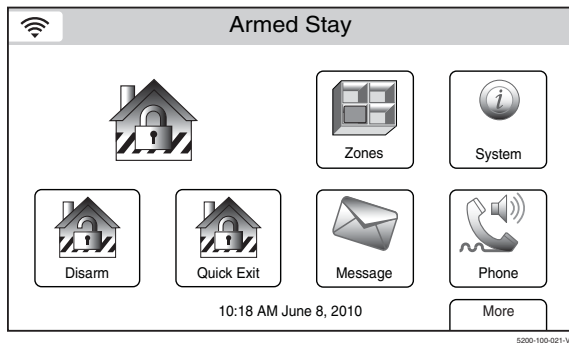 Armed Stay
Zones
System
Disarm
Quick Exit
Message
Phone
10:18 AM June 8, 2010
More
5200-100-021-V